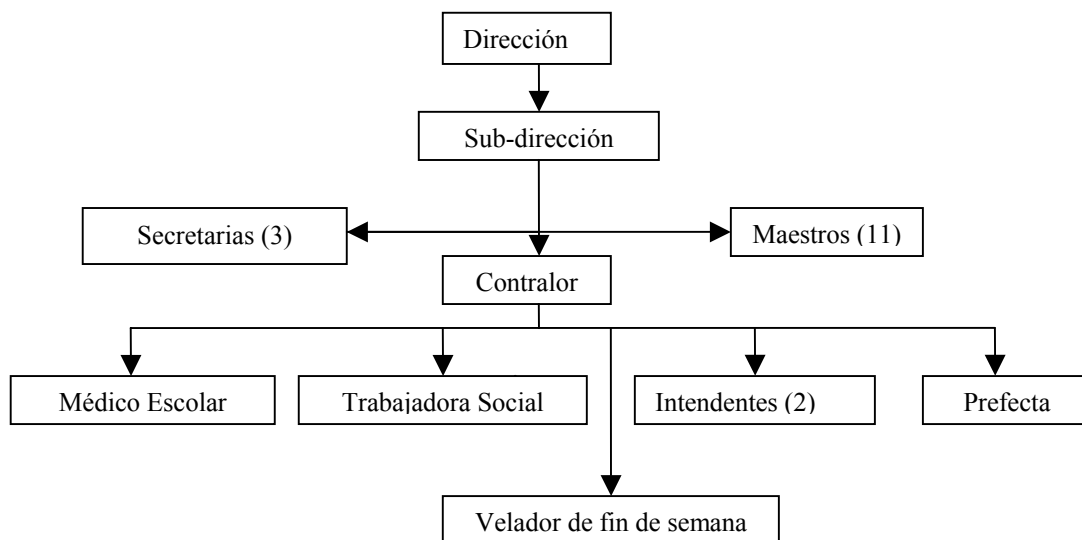 Dirección
Sub-dirección
Secretarias (3)
Maestros (11)
Contralor
Médico Escolar
Trabajadora Social
Intendentes (2)
Prefecta
Velador de fin de semana